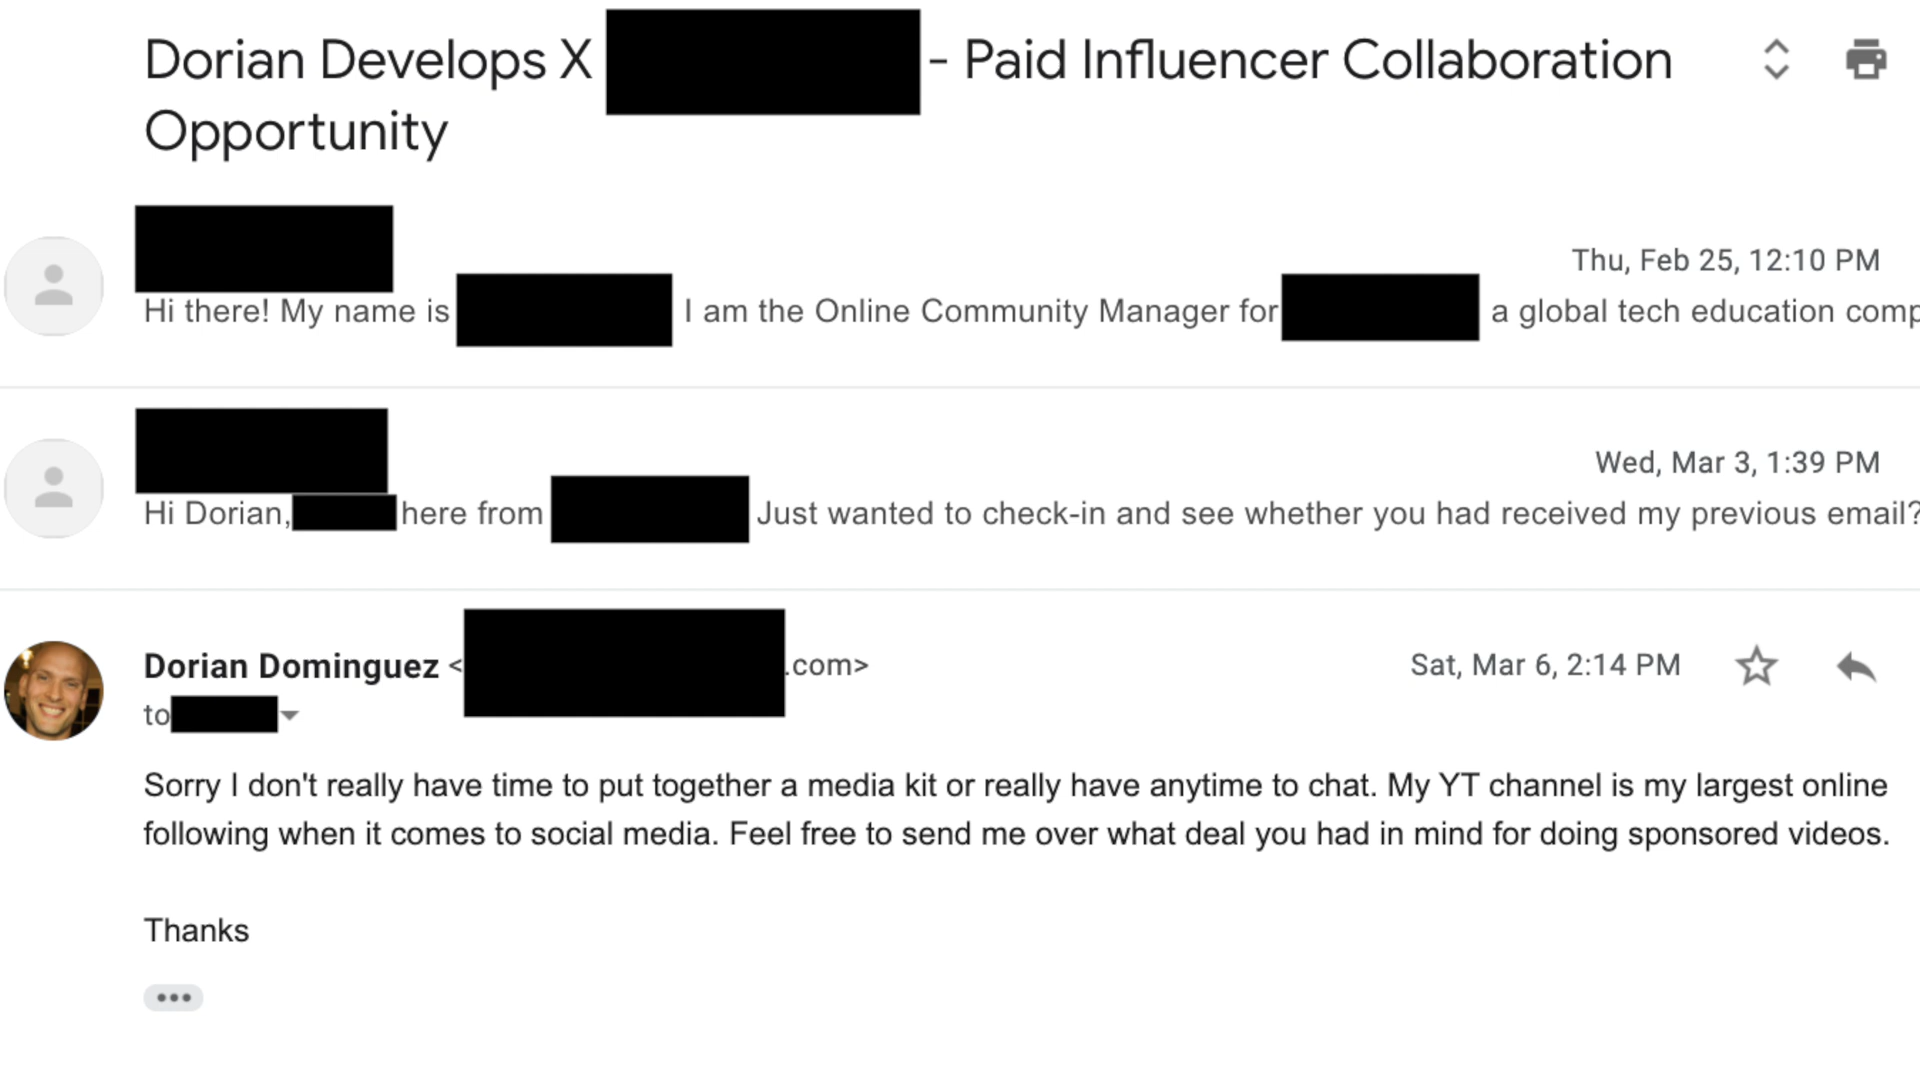 Dorian Develops X - Paid Influencer Collaboration
Opportunity
Thu, Feb 25, 12:10 PM
Hi there! My name is I am the Online Community Manager for a global tech education comp
Wed, Mar 3, 1:39 PM
Hi Dorian, here from Just wanted to check-in and see whether you had received my previous email?
Dorian Dominguez < .com> Sat, Mar 6, 2:14 PM
to
Sorry I don't really have time to put together a media kit or really have anytime to chat. My YT channel is my largest online
following when it comes to social media. Feel free to send me over what deal you had in mind for doing sponsored videos.
Thanks